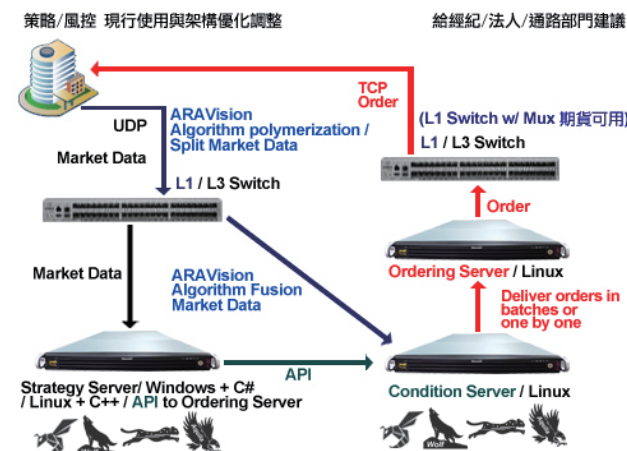 策略/風控 現行使用與架構優化調整
給經紀/法人/通路部門建議
TCP
Order
UDP
Market Data
ARAVision
Algorithm polymerization /
Split Market Data
L1 / L3 Switch
(L1 Switch w/ Mux 期貨可用)
L1 / L3 Switch
Order
Ordering Server / Linux
Market Data
ARAVision
Algorithm Fusion
Market Data
Deliver orders in
batches or
one by one
API
Strategy Server/ Windows + C#
/ Linux + C++ / API to Ordering Server
Condition Server / Linux
Wolf